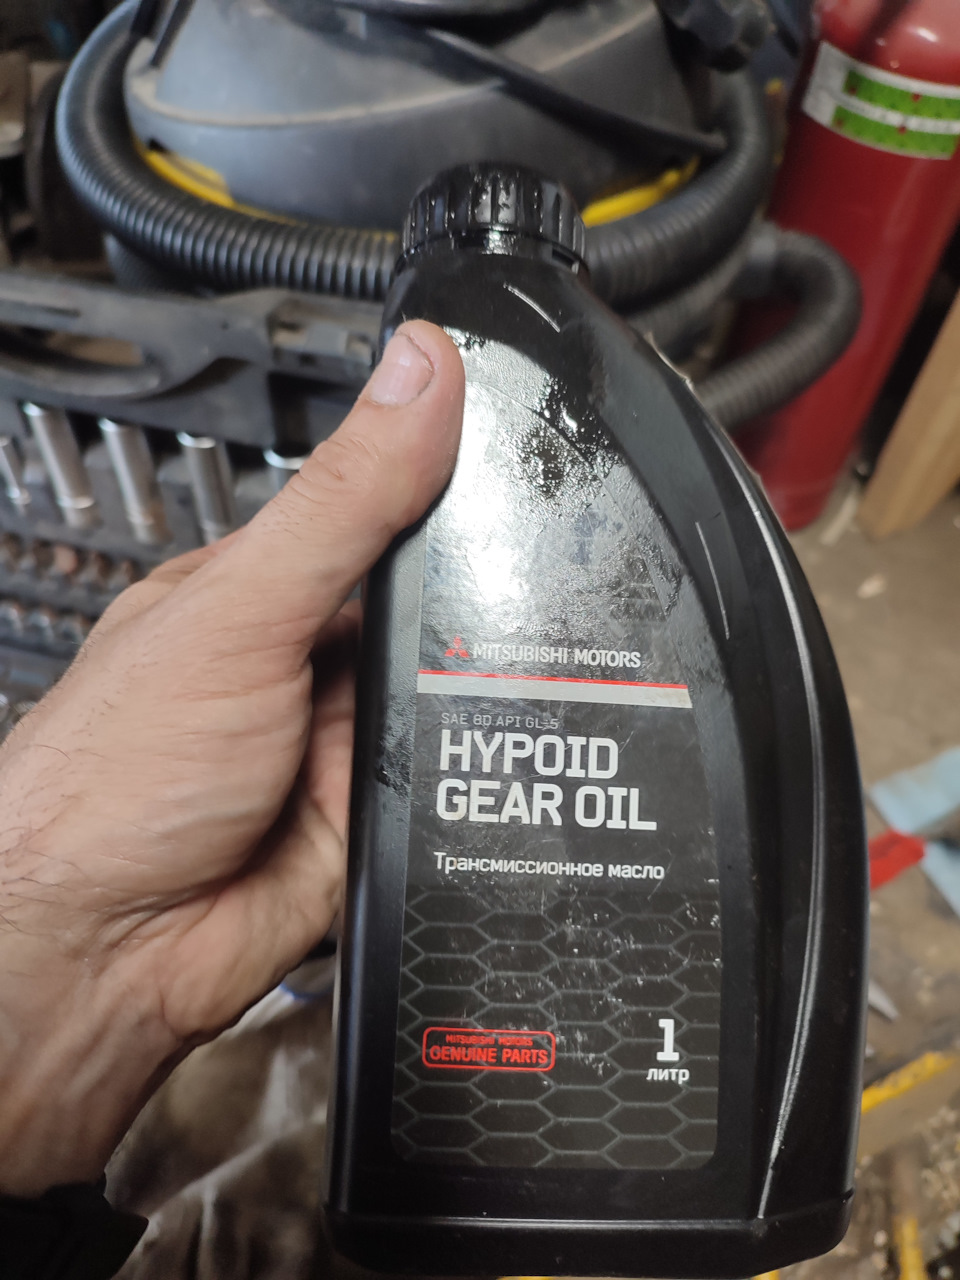 MITSUBISHI MOTORS
SAE 80 API GL-5
HYPOID
GEAR OIL
Трансмиссионное масло
MITSUBISHI MOTORS
GENUINE PARTS
1
литр